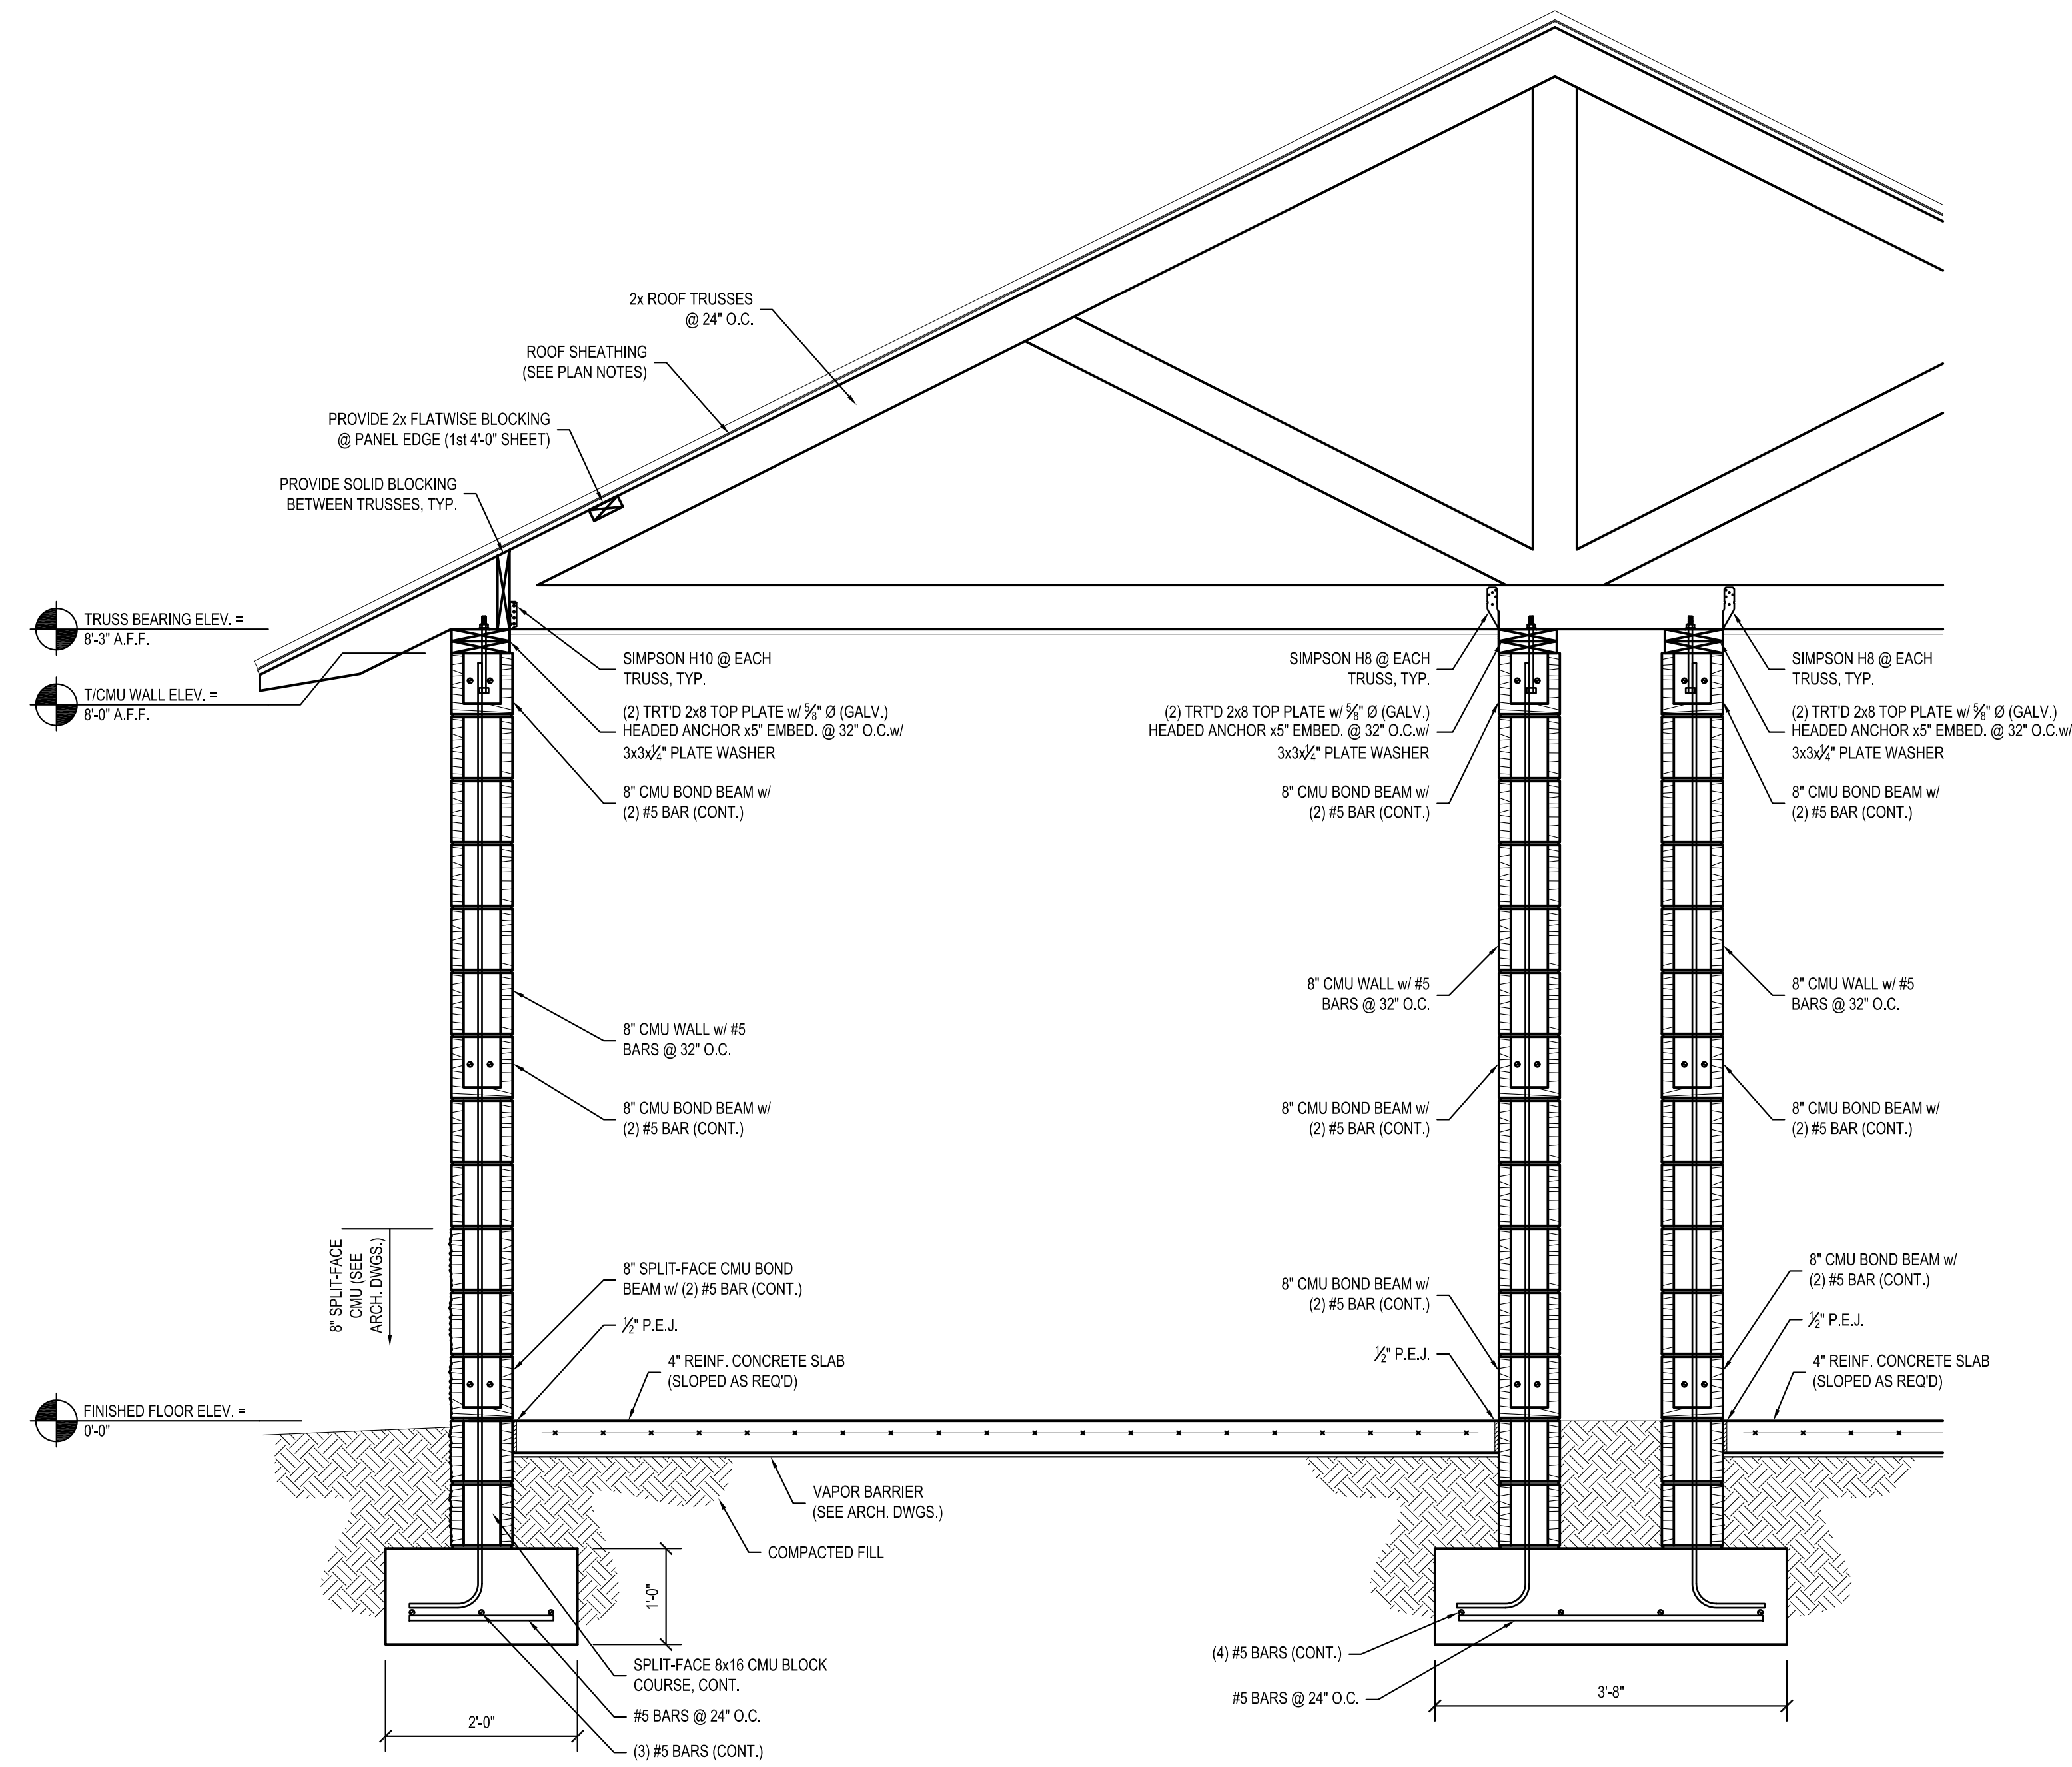 2x ROOF TRUSSES
@ 24" O.C.
ROOF SHEATHING
(SEE PLAN NOTES)
PROVIDE 2x FLATWISE BLOCKING
@ PANEL EDGE (1st 4'-0" SHEET)
PROVIDE SOLID BLOCKING
BETWEEN TRUSSES, TYP.
TRUSS BEARING ELEV. =
8'-3" A.F.F.
T/CMU WALL ELEV. =
8'-0" A.F.F.
SIMPSON H10 @ EACH
TRUSS, TYP.
(2) TRT'D 2x8 TOP PLATE w/ ⅝" Ø (GALV.)
HEADED ANCHOR x5" EMBED. @ 32" O.C.w/
3x3x¼" PLATE WASHER
8" CMU BOND BEAM w/
(2) #5 BAR (CONT.)
SIMPSON H8 @ EACH
TRUSS, TYP.
(2) TRT'D 2x8 TOP PLATE w/ ⅝" Ø (GALV.)
HEADED ANCHOR x5" EMBED. @ 32" O.C.w/
3x3x¼" PLATE WASHER
8" CMU BOND BEAM w/
(2) #5 BAR (CONT.)
SIMPSON H8 @ EACH
TRUSS, TYP.
(2) TRT'D 2x8 TOP PLATE w/ ⅝" Ø (GALV.)
HEADED ANCHOR x5" EMBED. @ 32" O.C.w/
3x3x¼" PLATE WASHER
8" CMU BOND BEAM w/
(2) #5 BAR (CONT.)
8" CMU WALL w/ #5
BARS @ 32" O.C.
8" CMU BOND BEAM w/
(2) #5 BAR (CONT.)
8" CMU WALL w/ #5
BARS @ 32" O.C.
8" CMU BOND BEAM w/
(2) #5 BAR (CONT.)
8" CMU WALL w/ #5
BARS @ 32" O.C.
8" CMU BOND BEAM w/
(2) #5 BAR (CONT.)
8" SPLIT-FACE
CMU (SEE
ARCH. DWGS.)
8" SPLIT-FACE CMU BOND
BEAM w/ (2) #5 BAR (CONT.)
½" P.E.J.
4" REINF. CONCRETE SLAB
(SLOPED AS REQ'D)
8" CMU BOND BEAM w/
(2) #5 BAR (CONT.)
½" P.E.J.
8" CMU BOND BEAM w/
(2) #5 BAR (CONT.)
½" P.E.J.
4" REINF. CONCRETE SLAB
(SLOPED AS REQ'D)
FINISHED FLOOR ELEV. =
0'-0"
VAPOR BARRIER
(SEE ARCH. DWGS.)
COMPACTED FILL
1'-0"
SPLIT-FACE 8x16 CMU BLOCK
COURSE, CONT.
#5 BARS @ 24" O.C.
(3) #5 BARS (CONT.)
2'-0"
(4) #5 BARS (CONT.)
#5 BARS @ 24" O.C.
3'-8"